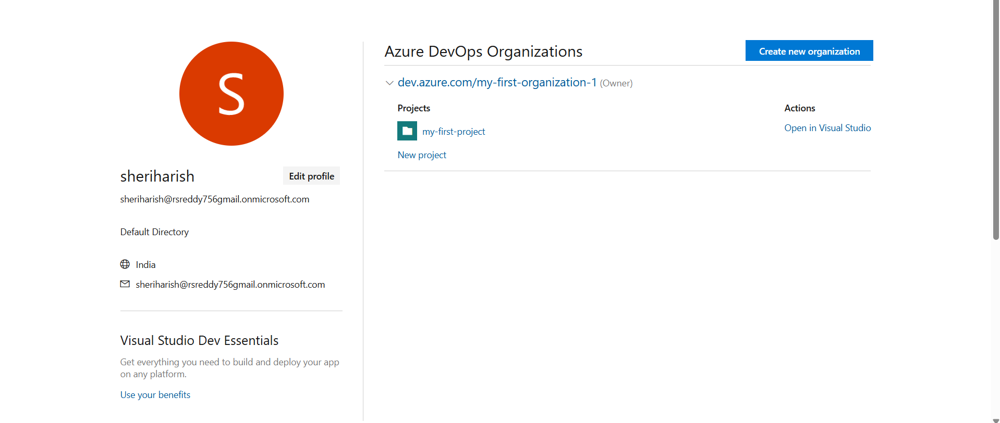 S
sheriharish
Edit profile
sheriharish@rsreddy756gmail.onmicrosoft.com
Default Directory
India
sheriharish@rsreddy756gmail.onmicrosoft.com
Visual Studio Dev Essentials
Get everything you need to build and deploy your app
on any platform.
Use your benefits
Azure DevOps Organizations
Create new organization
dev.azure.com/my-first-organization-1 (Owner)
Projects
Actions
my-first-project
Open in Visual Studio
New project